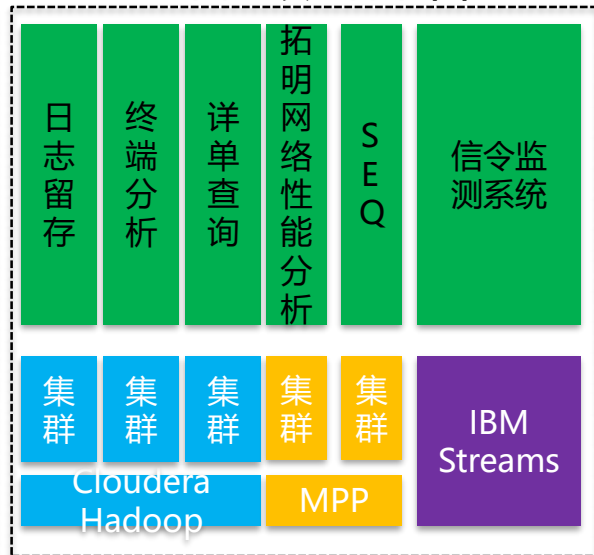 日志留存
终端分析
详单查询
拓明网络性能分析
SEQ
信令监
测系统
集群
集群
集群
集群
集群
IBM
Streams
Cloudera
Hadoop
MPP